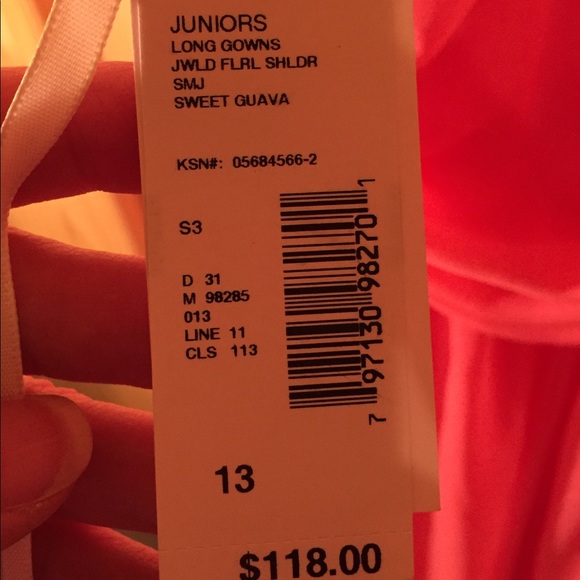 JUNIORS
LONG GOWNS
JWLD FLRL SHLDR
SMJ
SWEET GUAVA
KSN#: 05684566-2
S3
D 31
M 98285
013
LINE 11
CLS 113
7 97130 98270 1
13
$118.00